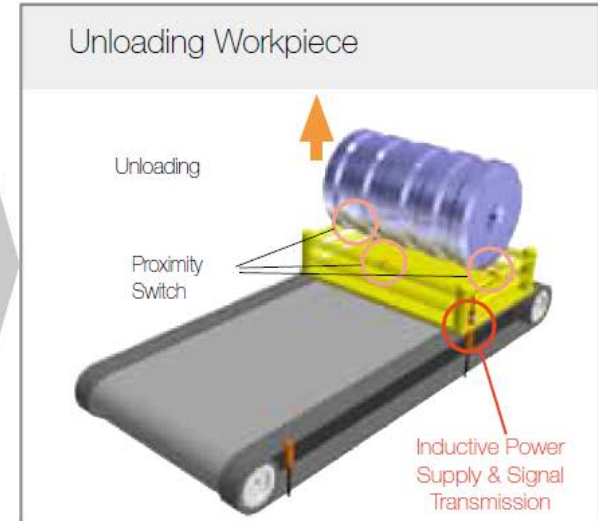 Unloading Workpiece
Unloading
Proximity
Switch
Inductive Power
Supply & Signal
Transmission